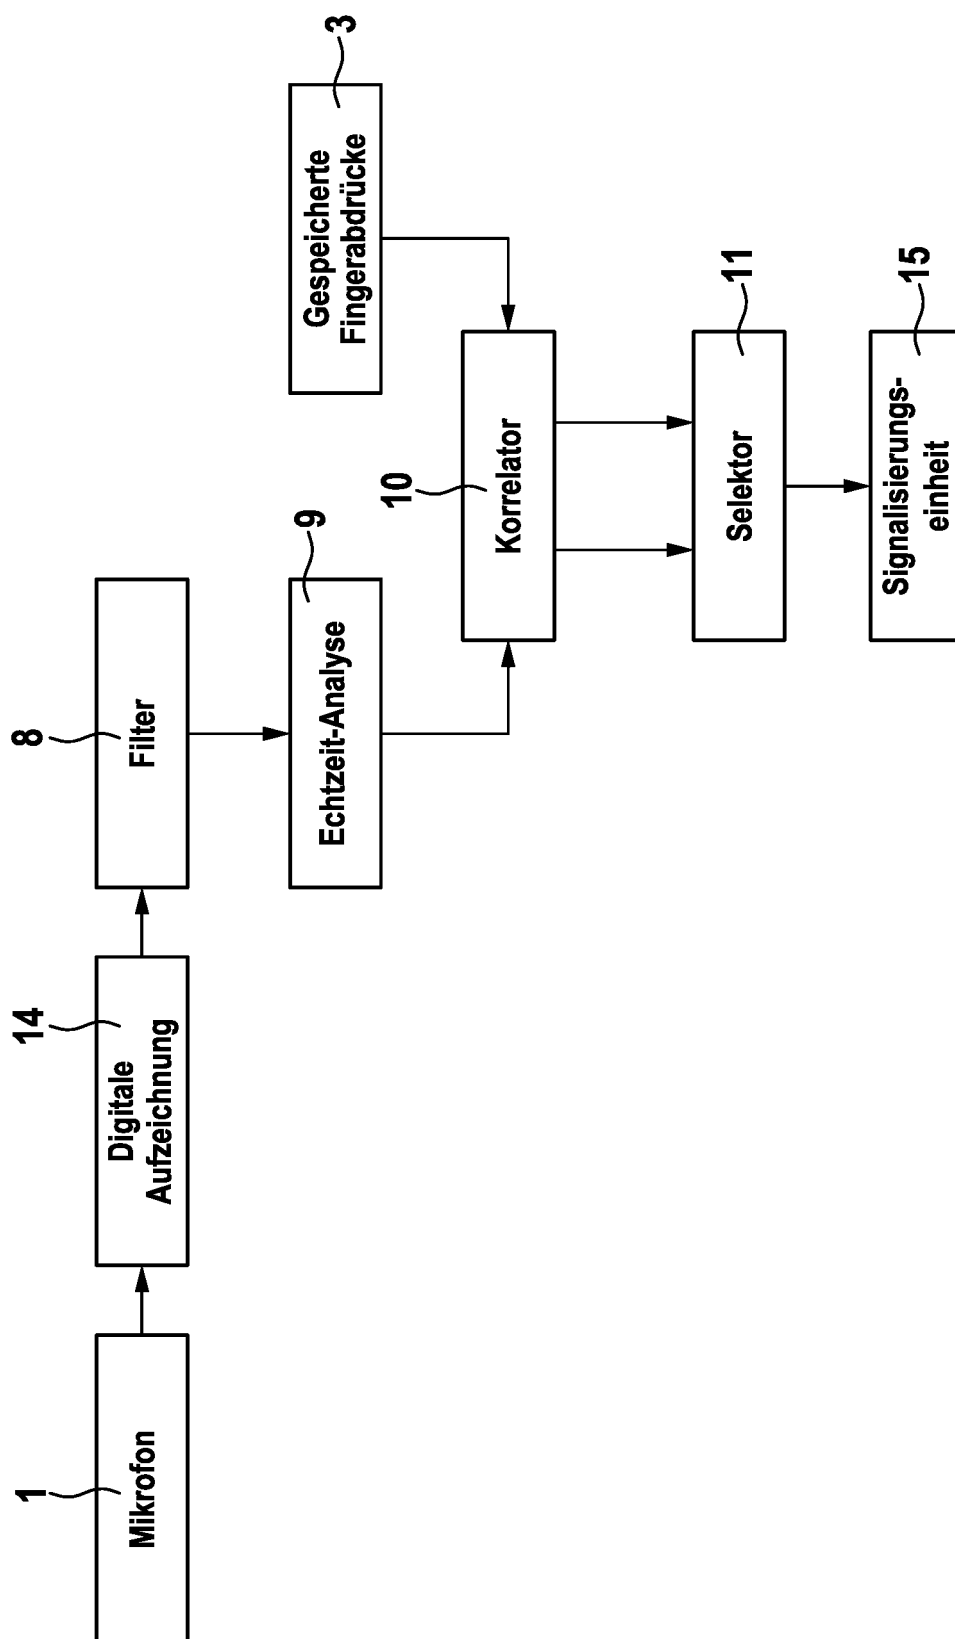 1
Mikrofon
14
Digitale
Aufzeichnung
8
Filter
9
Echtzeit-Analyse
3
Gespeicherte
Fingerabdrücke
10
Korrelator
11
Selektor
15
Signalisierungs-
einheit